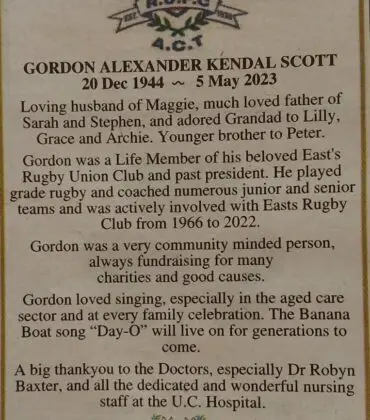 R.U.F.C
EST
1938
A.C.T
GORDON ALEXANDER KENDAL SCOTT
20 Dec 1944 ~ 5 May 2023
Loving husband of Maggie, much loved father of
Sarah and Stephen, and adored Grandad to Lilly,
Grace and Archie. Younger brother to Peter.
Gordon was a Life Member of his beloved East's
Rugby Union Club and past president. He played
grade rugby and coached numerous junior and senior
teams and was actively involved with Easts Rugby
Club from 1966 to 2022.
Gordon was a very community minded person,
always fundraising for many
charities and good causes.
Gordon loved singing, especially in the aged care
sector and at every family celebration. The Banana
Boat song “Day-O” will live on for generations to
come.
A big thankyou to the Doctors, especially Dr Robyn
Baxter, and all the dedicated and wonderful nursing
staff at the U.C. Hospital.